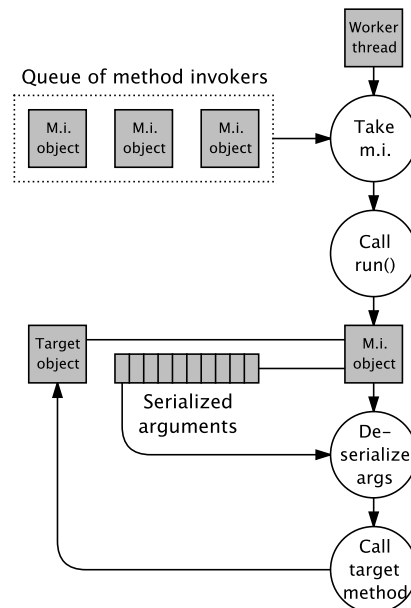 Worker
thread
Queue of method invokers
M.i.
object
M.i.
object
M.i.
object
Take
m.i.
Call
run()
Target
object
M.i.
object
Serialized
arguments
De-
serialize
args
Call
target
method